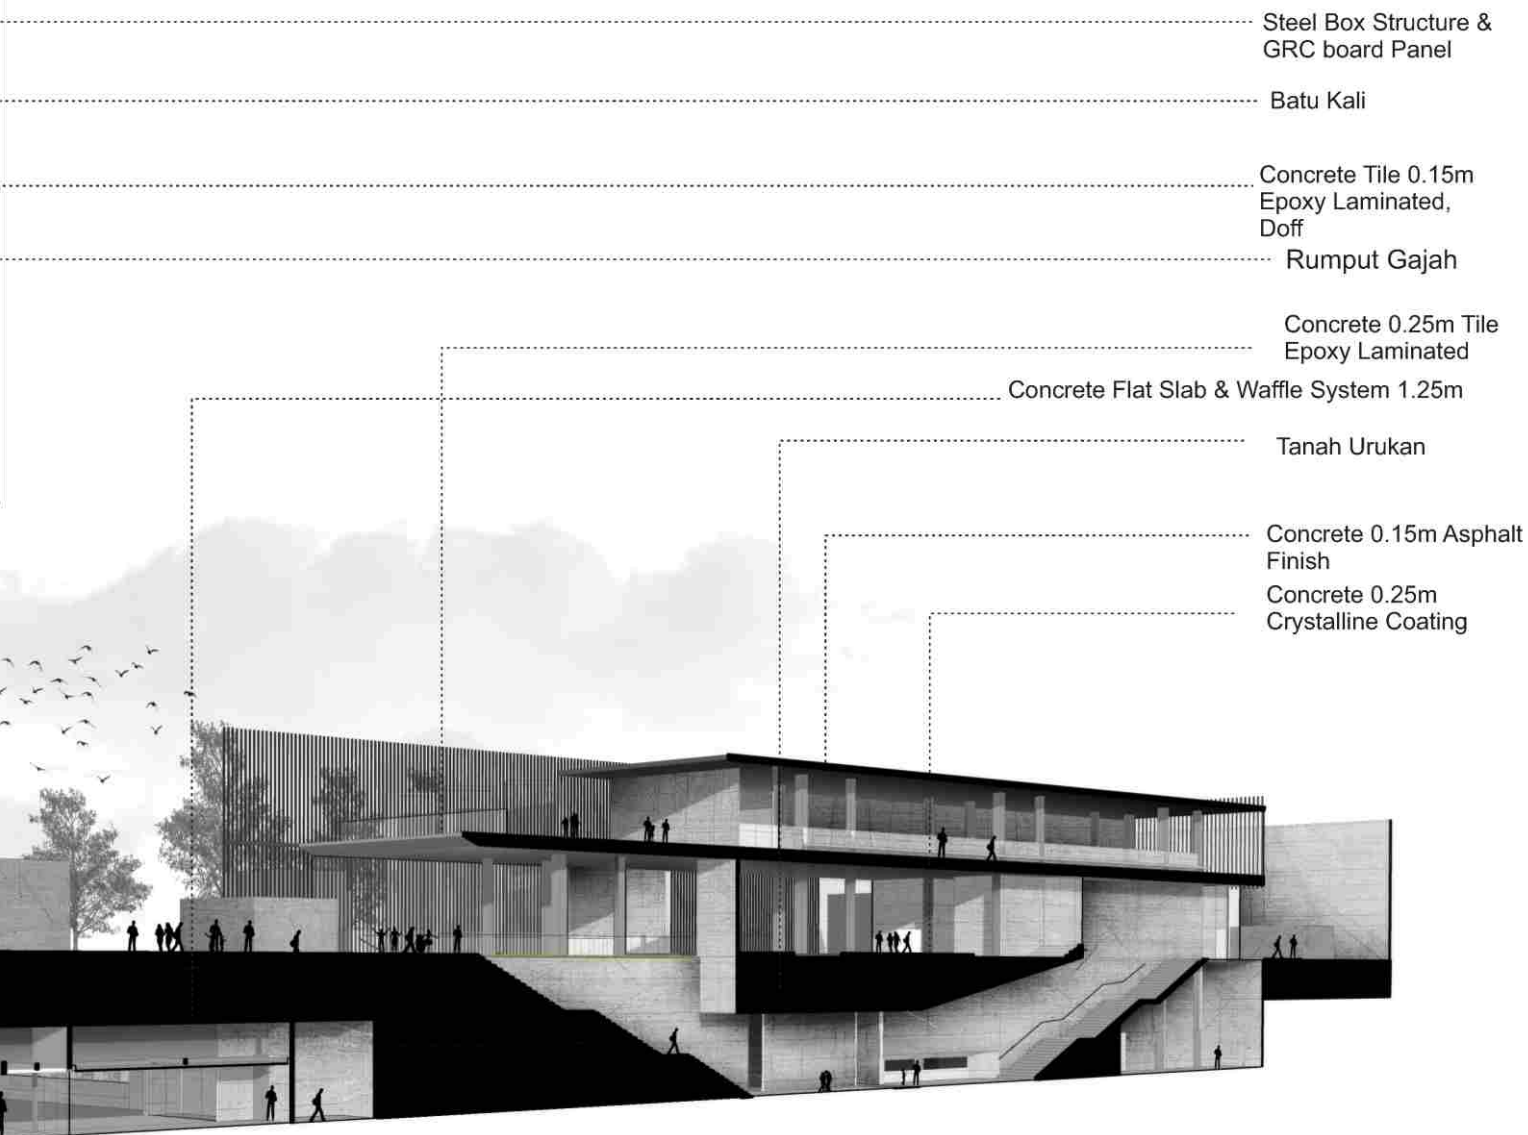 Steel Box Structure &
GRC board Panel
Batu Kali
Concrete Tile 0.15m
Epoxy Laminated,
Doff
Rumput Gajah
Concrete 0.25m Tile
Epoxy Laminated
Concrete Flat Slab & Waffle System 1.25m
Tanah Urukan
Concrete 0.15m Asphalt
Finish
Concrete 0.25m
Crystalline Coating